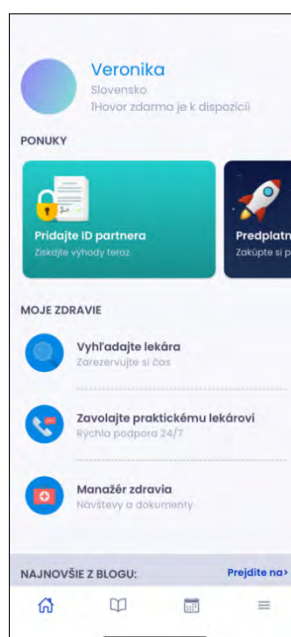 Veronika
Slovensko
1Hovor zdarma je k dispozícii
PONUKY
Pridajte ID partnera
Získajte výhody teraz
Predplatn
Zakúpte si p
MOJE ZDRAVIE
Vyhľadajte lekára
Zarezervujte si čas
Zavolajte praktickému lekárovi
Rýchla podpora 24/7
Manažér zdravia
Návštevy a dokumenty
NAJNOVŠIE Z BLOGU:
Prejdite na>